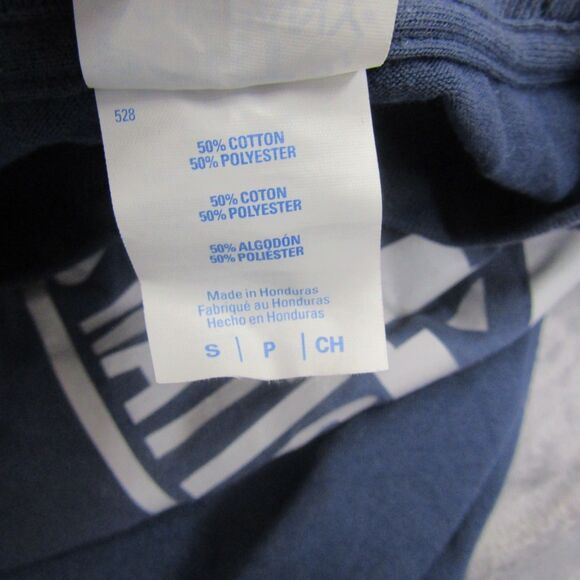 528
50% COTTON
50% POLYESTER
50% COTON
50% POLYESTER
50% ALGODÓN
50% POLIÉSTER
Made in Honduras
Fabriqué au Honduras
Hecho en Honduras
S | P | CH